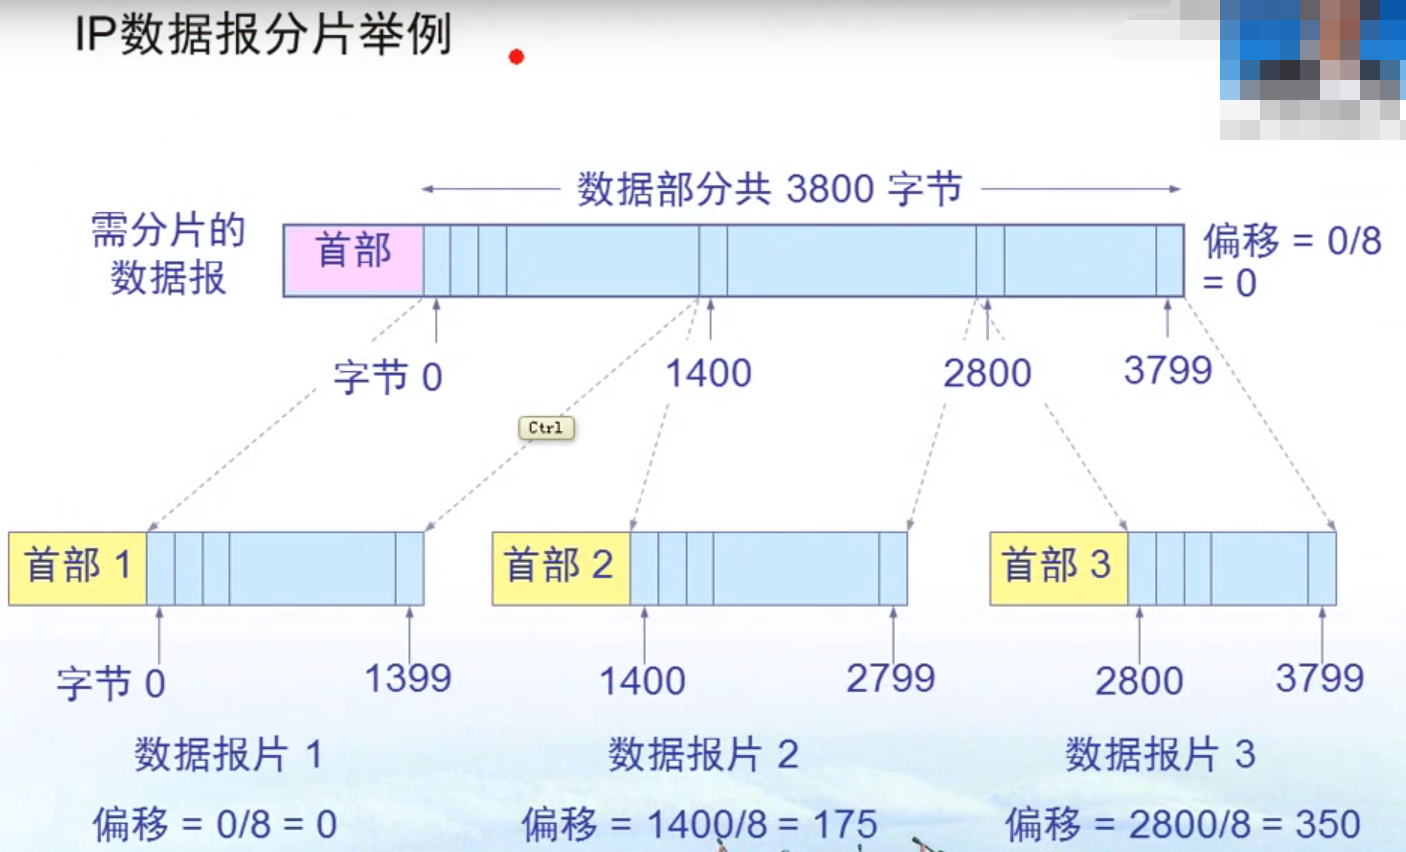 IP数据报分片举例
数据部分共 3800 字节
需分片的
数据报
首部
偏移 = 0/8
= 0
字节 0
1400
2800
3799
Ctrl
首部 1
首部 2
首部 3
字节 0
1399
1400
2799
2800
3799
数据报片 1
数据报片 2
数据报片 3
偏移 = 0/8 = 0
偏移 = 1400/8 = 175
偏移 = 2800/8 = 350